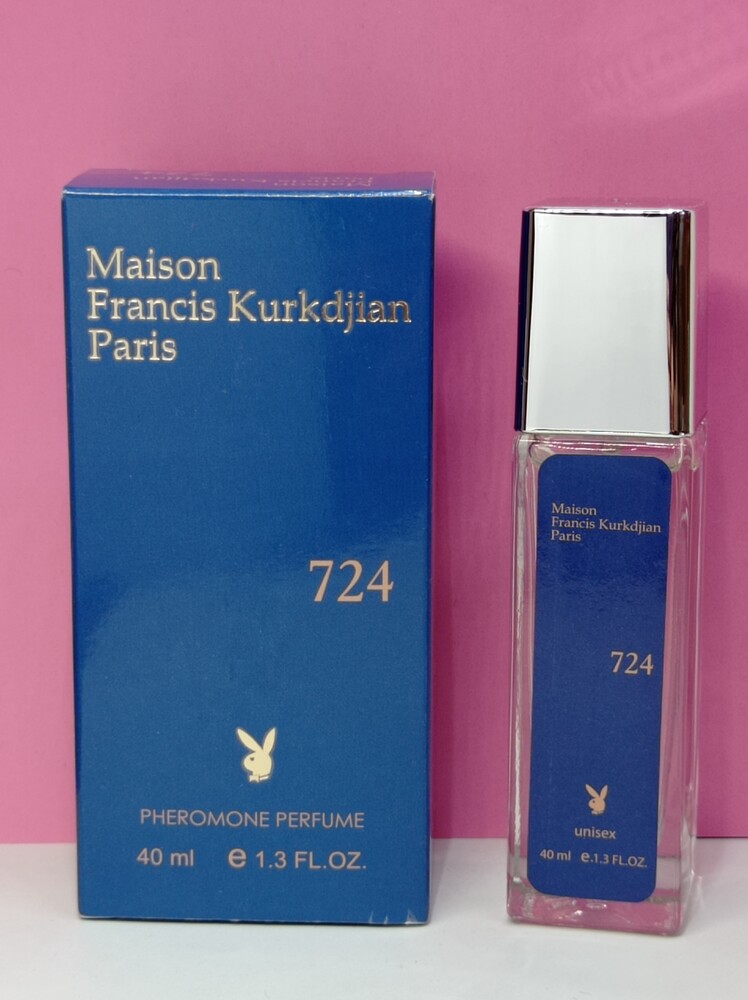 Maison
Francis Kurkdjian
Paris
724
PHEROMONE PERFUME
40 ml e 1.3 FL.OZ.
Maison
Francis Kurkdjian
Paris
724
unisex
40 ml e.1.3 FL.OZ.